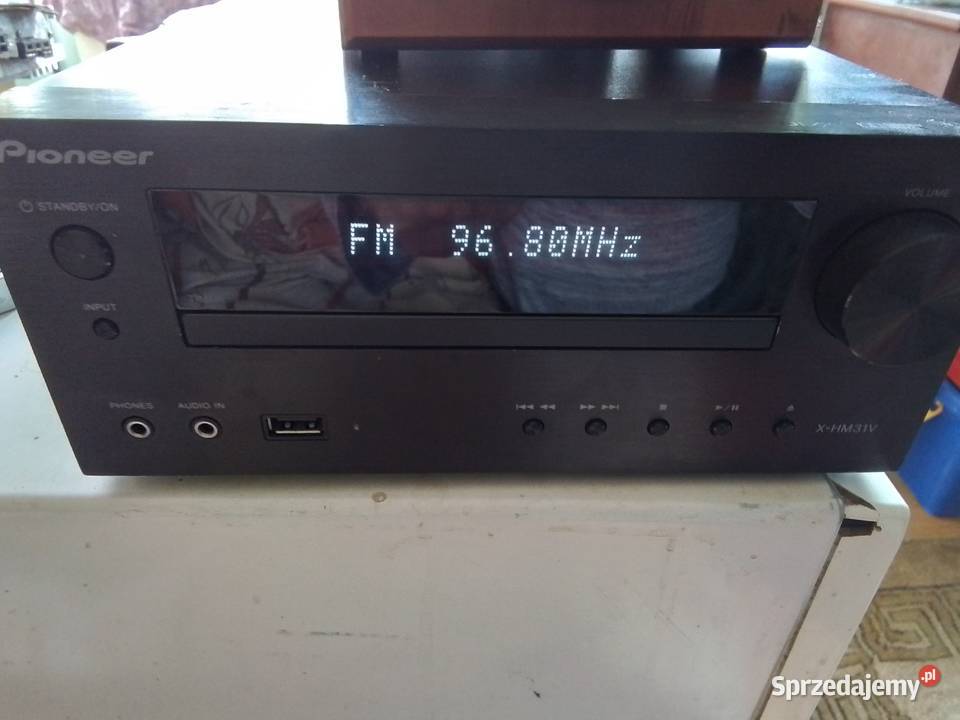 Pioneer
STANDBY/ON
VOLUME
FM 96.80MHz
INPUT
PHONES
AUDIO IN
X-HM31V
Sprzedajemy.pl